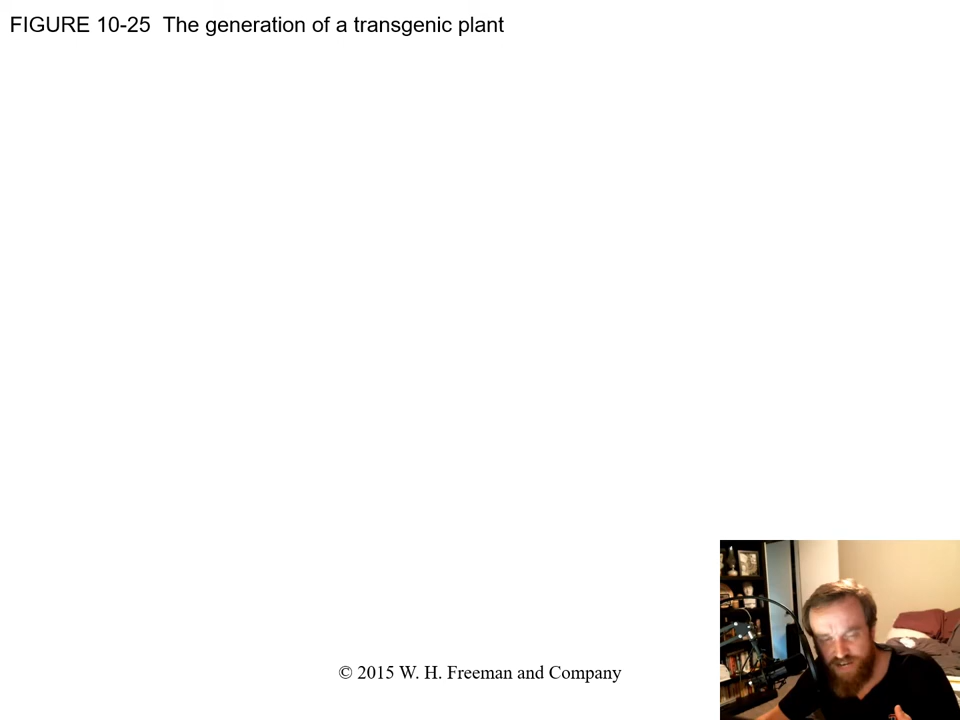 FIGURE 10-25  The generation of a transgenic plant
© 2015 W. H. Freeman and Company